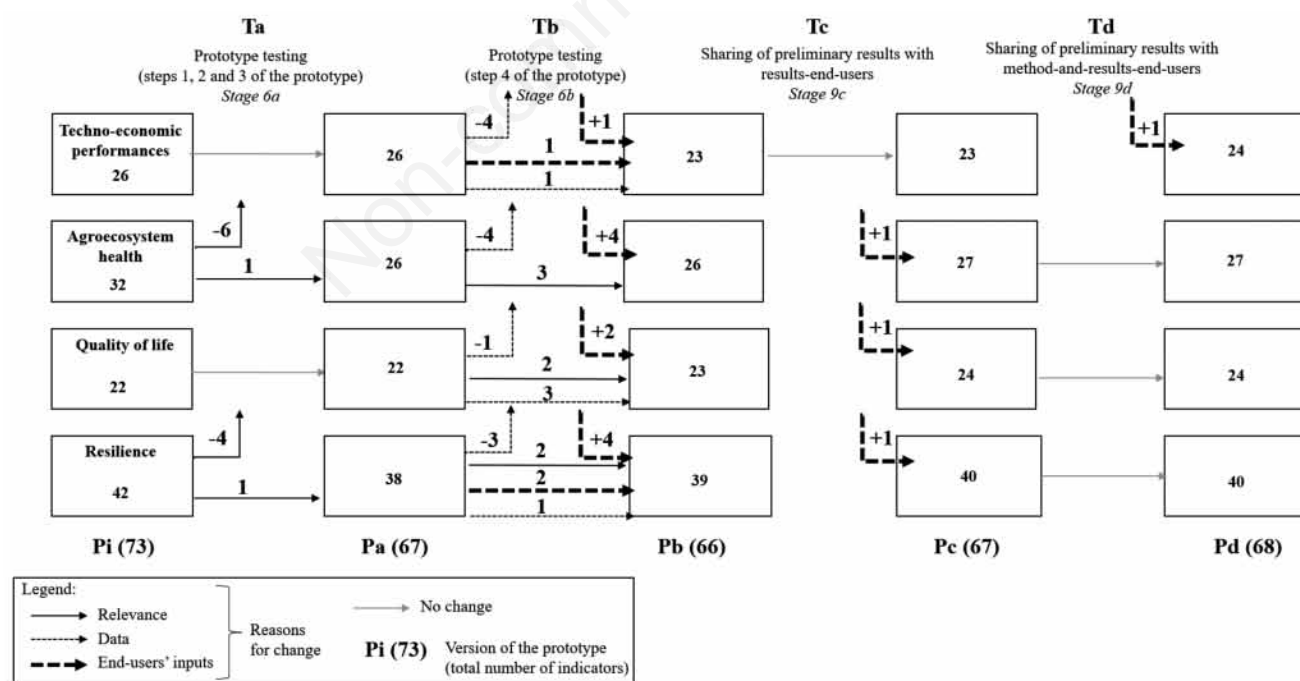 Ta
Prototype testing
(steps 1, 2 and 3 of the prototype)
Stage 6a
Tb
Prototype testing
(step 4 of the prototype)
Stage 6b
Tc
Sharing of preliminary results with
results-end-users
Stage 9c
Td
Sharing of preliminary results with
method-and-results-end-users
Stage 9d
Techno-economic
performances
26
26
-4
+1
1
1
23
23
+1
24
Agroecosystem
health
32
-6
1
26
-4
+4
3
26
+1
27
27
Quality of life
22
22
-1
+2
2
3
23
+1
24
24
Resilience
42
-4
1
38
-3
+4
2
2
1
39
+1
40
40
Pi (73)
Pa (67)
Pb (66)
Pc (67)
Pd (68)
Legend:
Relevance
Data
End-users' inputs
Reasons
for change
No change
Pi (73)
Version of the prototype
(total number of indicators)